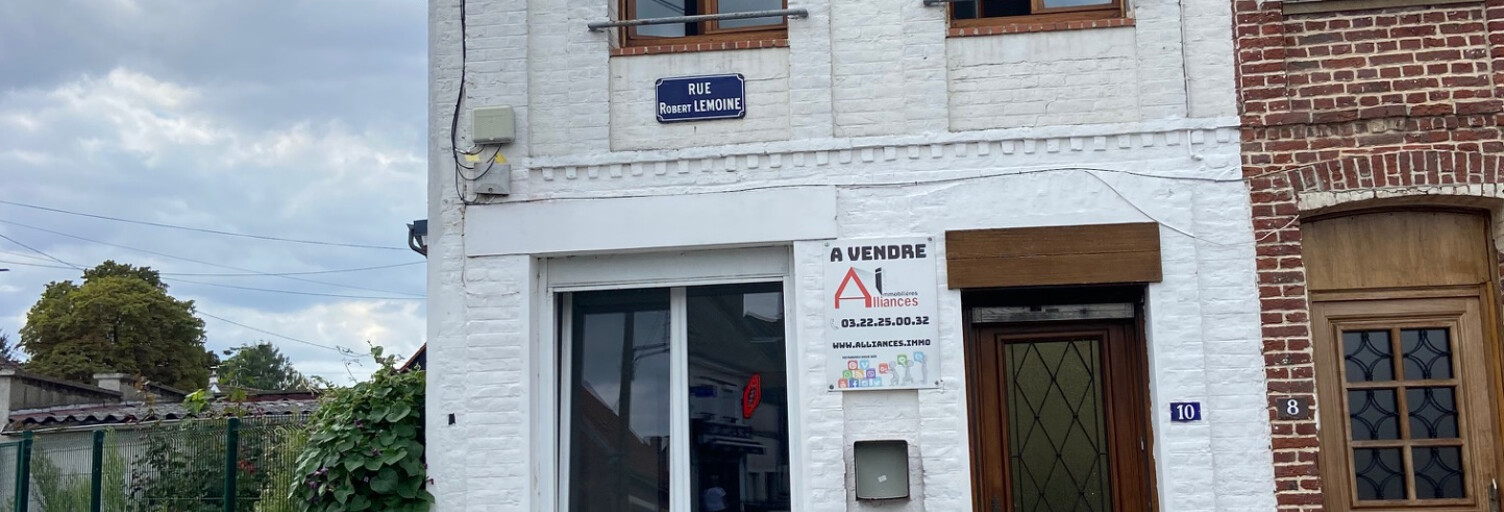 RUE
ROBERT LEMOINE
A VENDRE
immobilières
Alliances
03.22.25.00.32
WWW.ALLIANCES.IMMO
10
8